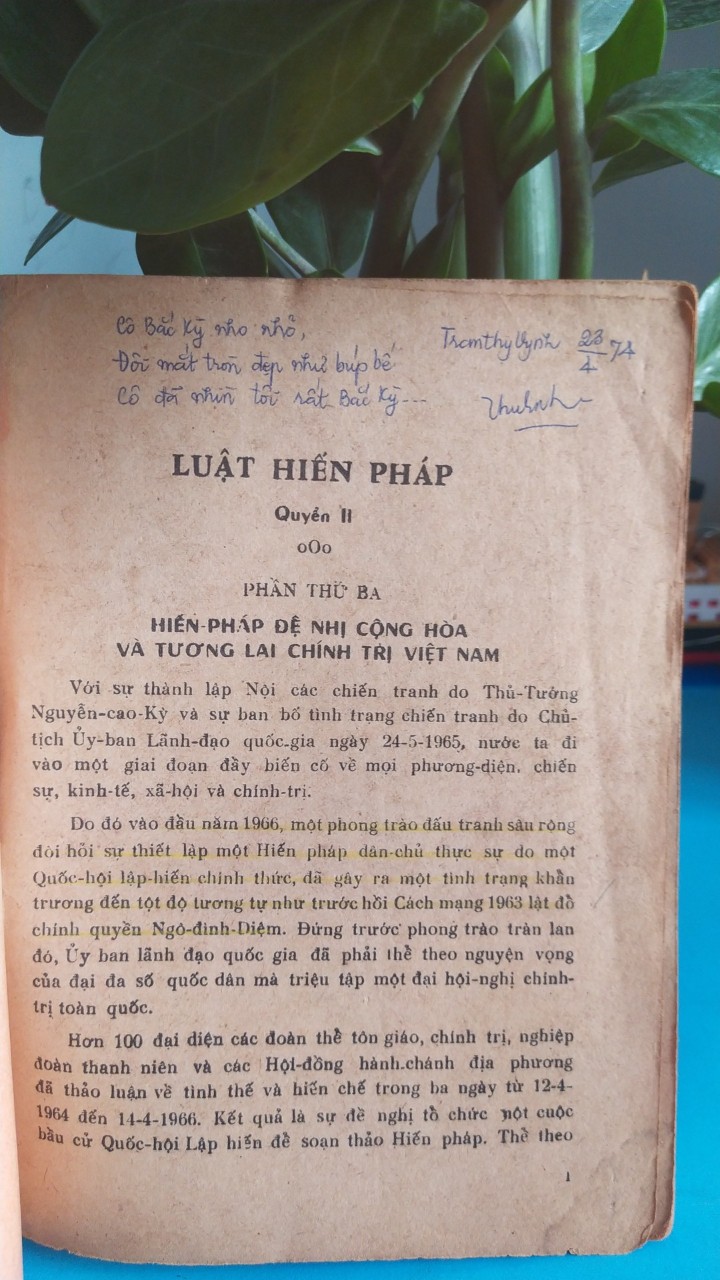 Cô Bắc Kỳ nho nhỏ,
Đôi mắt tròn đẹp như búp bê
Cô đã nhìn tôi rất Bắc Kỳ...
23/4 74
LUẬT HIẾN PHÁP
Quyển II
oOo
PHẦN THỨ BA
HIẾN-PHÁP ĐỆ NHỊ CỘNG HÒA
VÀ TƯƠNG LAI CHÍNH TRỊ VIỆT NAM
Với sự thành lập Nội các chiến tranh do Thủ-Tướng
Nguyễn-cao-Kỳ và sự ban bố tình trạng chiến tranh do Chủ-
tịch Ủy-ban Lãnh-đạo quốc-gia ngày 24-5-1965, nước ta đi
vào một giai đoạn đầy biến cố về mọi phương-diện. chiến
sự, kinh-tế, xã-hội và chính-trị.
Do đó vào đầu năm 1966, một phong trào đấu tranh sâu rộng
đòi hỏi sự thiết lập một Hiến pháp dân-chủ thực sự do một
Quốc-hội lập-hiến chính thức, đã gây ra một tình trạng khẩn
trương đến tột độ tương tự như trước hồi Cách mạng 1963 lật đổ
chính quyền Ngô-đình-Diệm. Đứng trước phong trào tràn lan
đó, Ủy ban lãnh đạo quốc gia đã phải thể theo nguyện vọng
của đại đa số quốc dân mà triệu tập một đại hội-nghị chính-
trị toàn quốc.
Hơn 100 đại diện các đoàn thể tôn giáo, chính trị, nghiệp
đoàn thanh niên và các Hội-đồng hành-chánh địa phương
đã thảo luận về tình thế và hiến chế trong ba ngày từ 12-4-
1964 đến 14-4-1966. Kết quả là sự đề nghị tổ chức một cuộc
bầu cử Quốc-hội Lập hiến để soạn thảo Hiến pháp. Thể theo
1